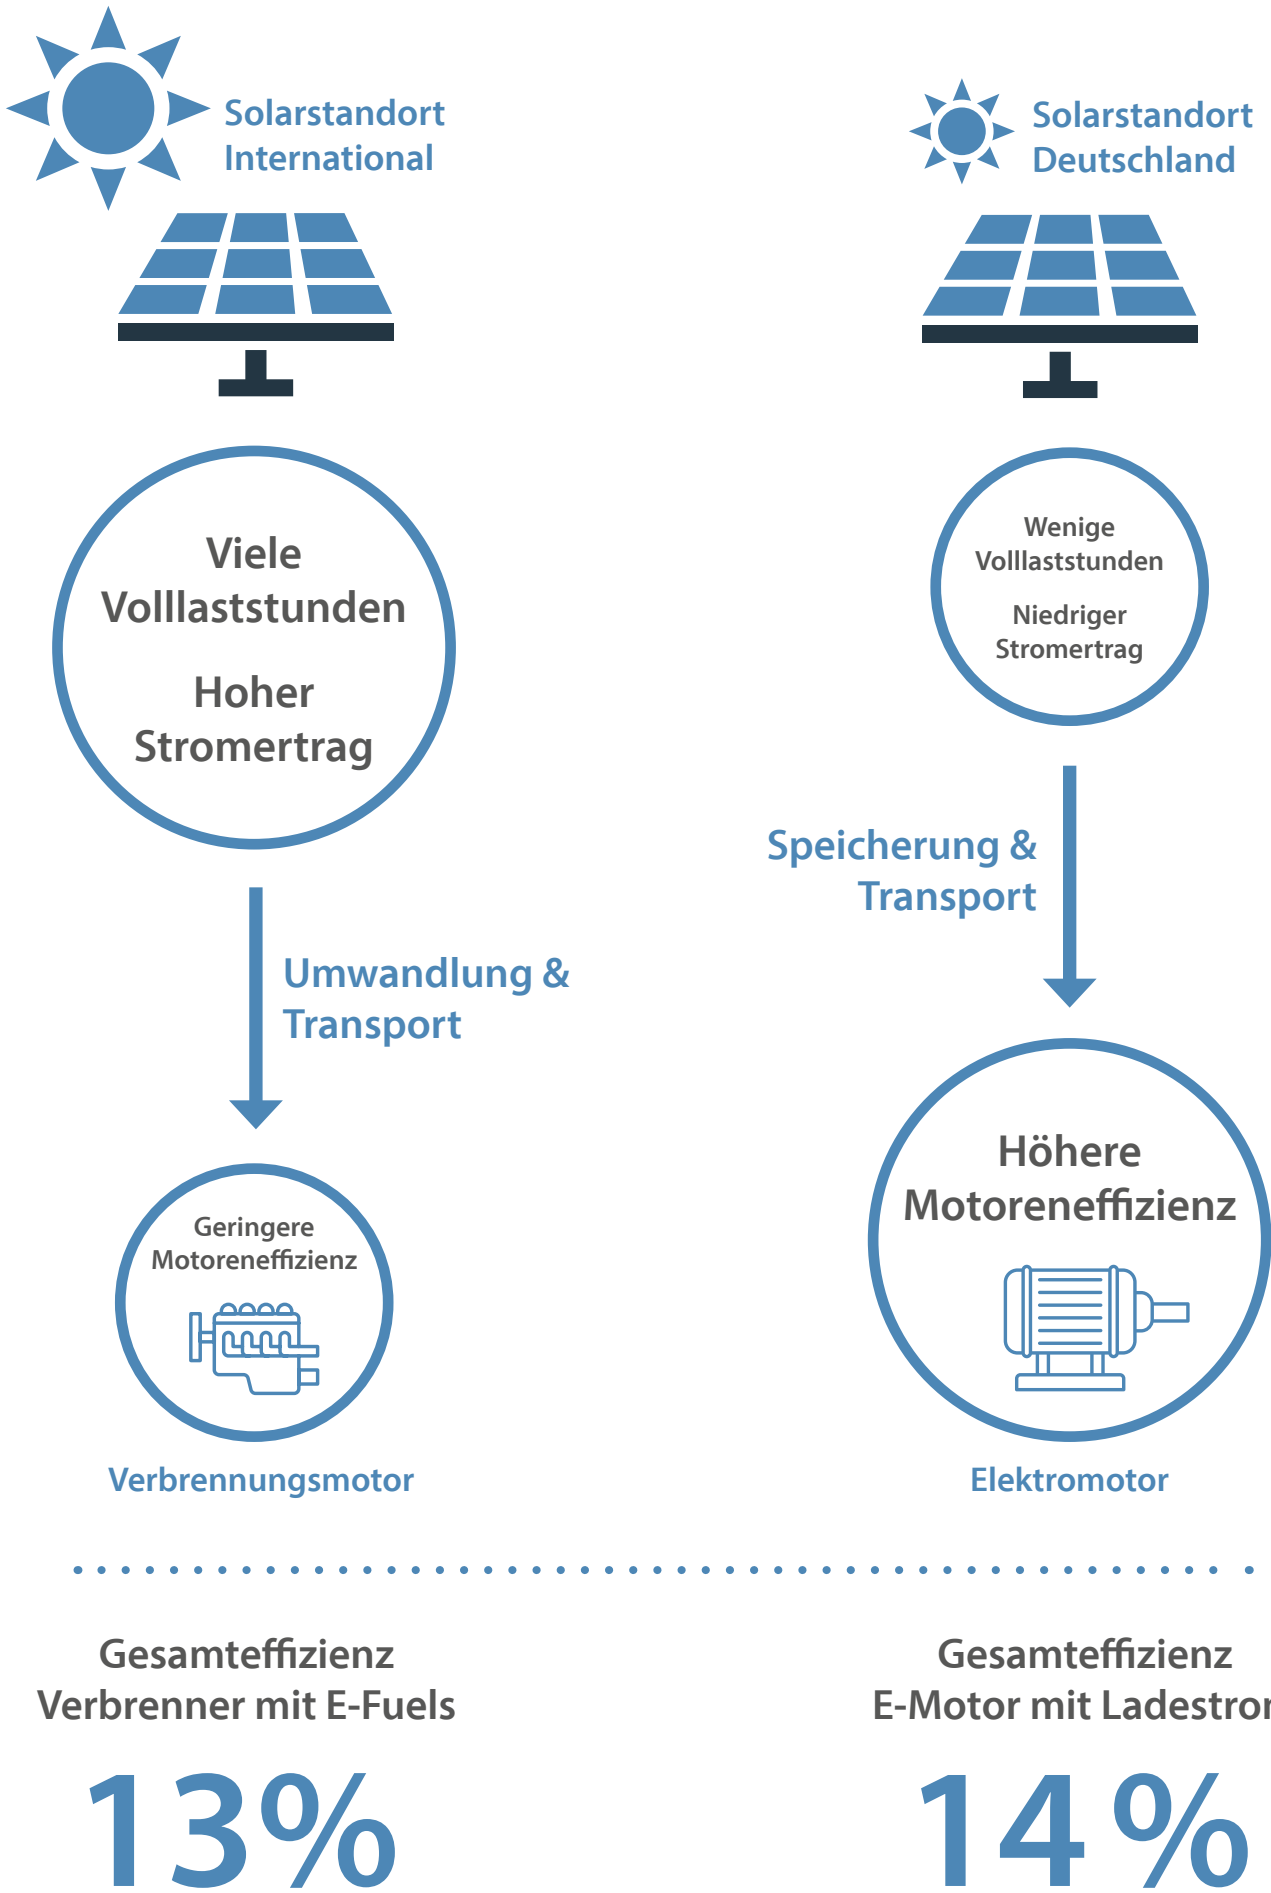 Solarstandort
International
Viele
Volllaststunden
Hoher
Stromertrag
Umwandlung &
Transport
Geringere
Motoreneffizienz
Verbrennungsmotor
Gesamteffizienz
Verbrenner mit E-Fuels
13%
Solarstandort
Deutschland
Wenige
Volllaststunden
Niedriger
Stromertrag
Speicherung &
Transport
Höhere
Motoreneffizienz
Elektromotor
Gesamteffizienz
E-Motor mit Ladestrom
14 %